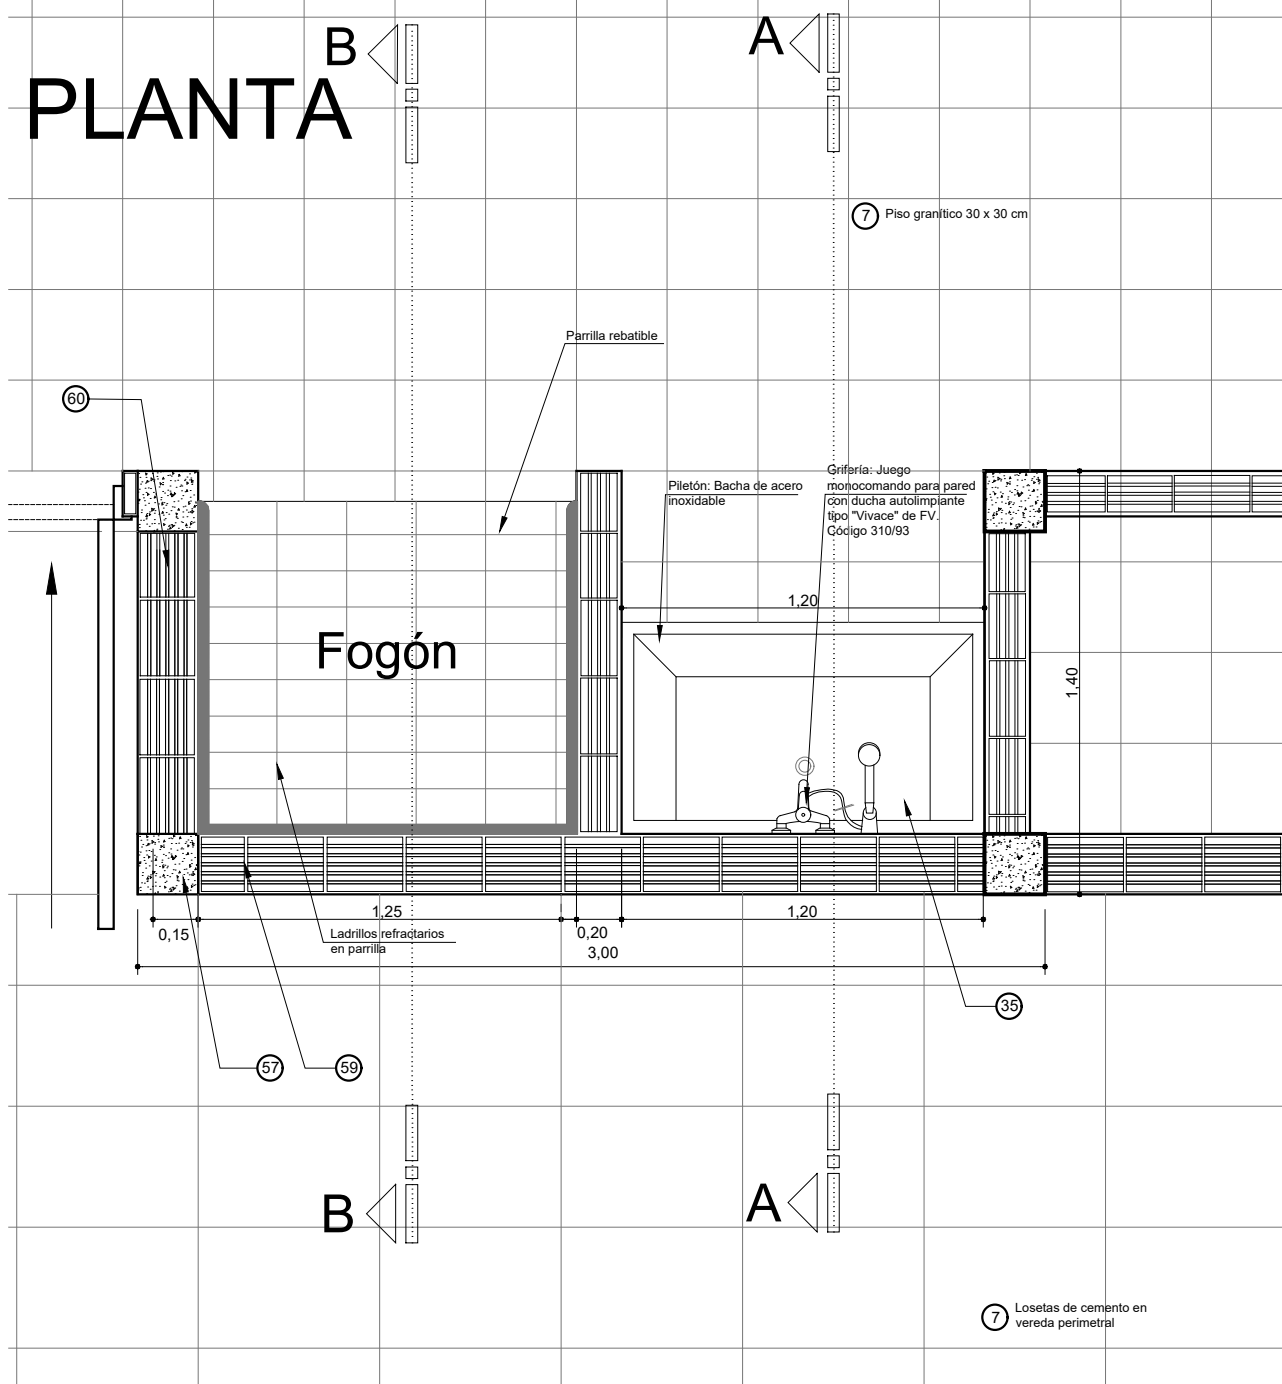 B
A
PLANTA
7 Piso granítico 30 x 30 cm
Parrilla rebatible
60
Grifería: Juego
monocomando para pared
con ducha autolimpiante
tipo "Vivace" de FV.
Código 310/93
Piletón: Bacha de acero
inoxidable
1,20
Fogón
1,40
1,25
1,20
0,15
0,20
3,00
Ladrillos refractarios
en parrilla
35
57
59
B
A
7 Losetas de cemento en
vereda perimetral